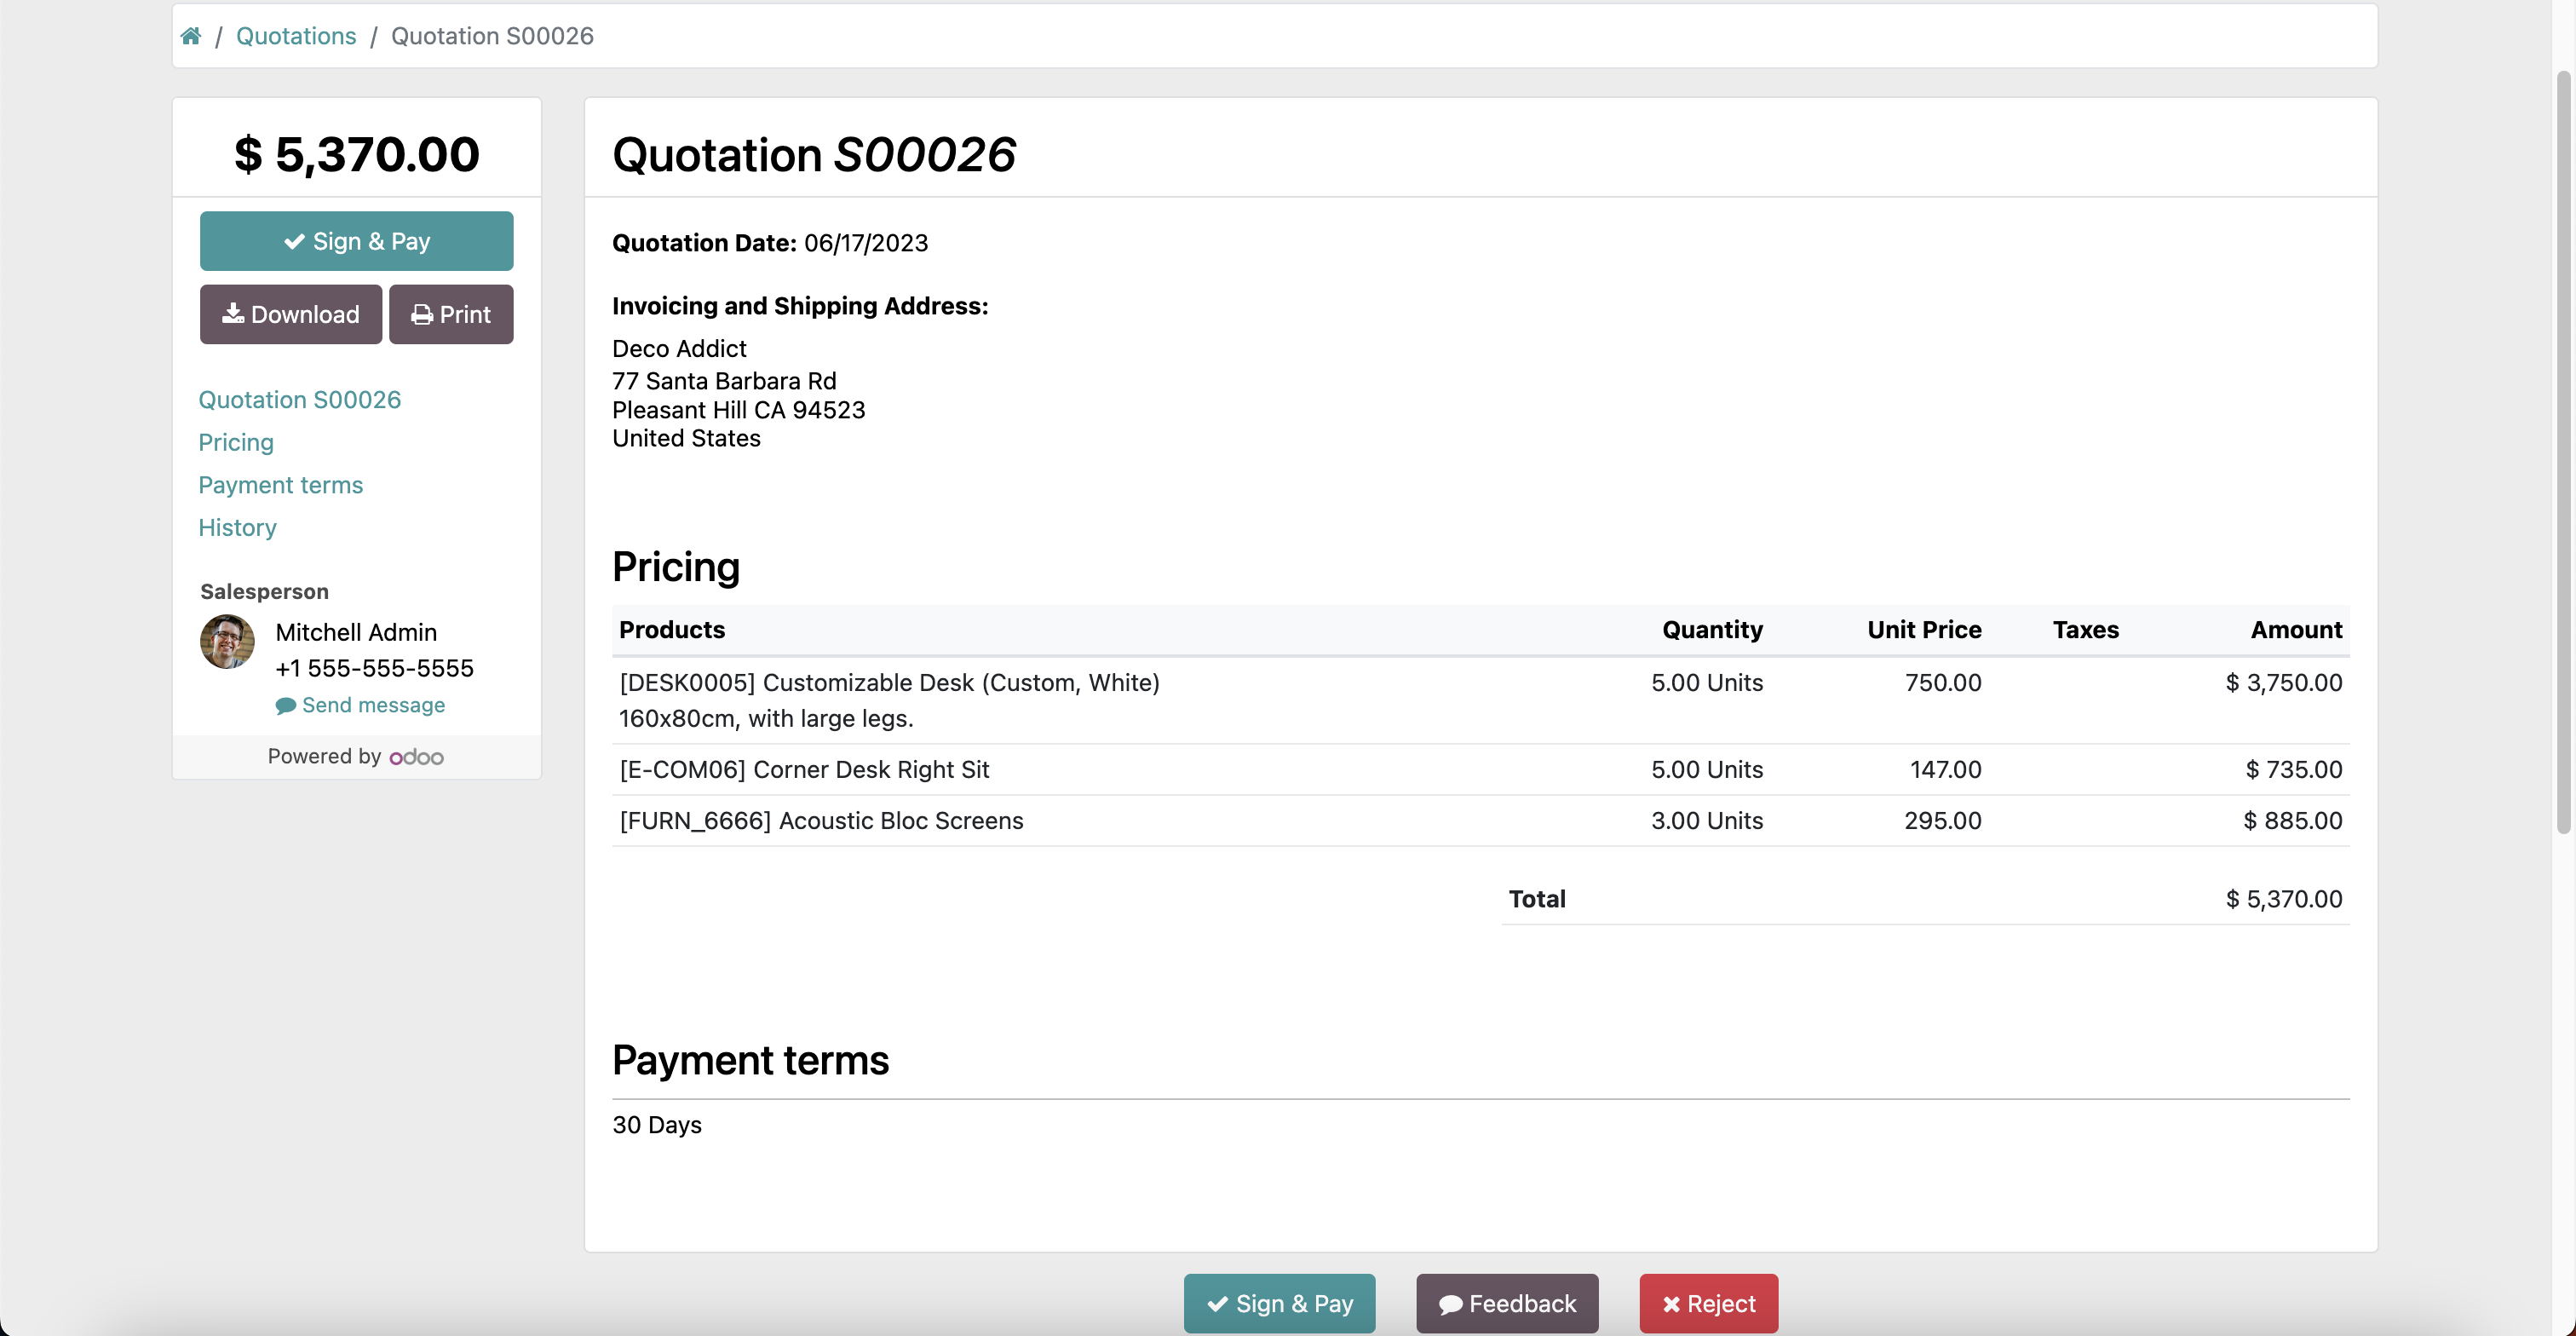 / Quotations / Quotation S00026
$ 5,370.00
Sign & Pay
Download Print
Quotation S00026
Pricing
Payment terms
History
Salesperson
Mitchell Admin
+1 555-555-5555
Send message
Powered by odoo
Quotation S00026
Quotation Date: 06/17/2023
Invoicing and Shipping Address:
Deco Addict
77 Santa Barbara Rd
Pleasant Hill CA 94523
United States
Pricing
Products Quantity Unit Price Taxes Amount
[DESK0005] Customizable Desk (Custom, White) 5.00 Units 750.00 $ 3,750.00
160x80cm, with large legs.
[E-COM06] Corner Desk Right Sit 5.00 Units 147.00 $ 735.00
[FURN_6666] Acoustic Bloc Screens 3.00 Units 295.00 $ 885.00
Total $ 5,370.00
Payment terms
30 Days
Sign & Pay Feedback Reject